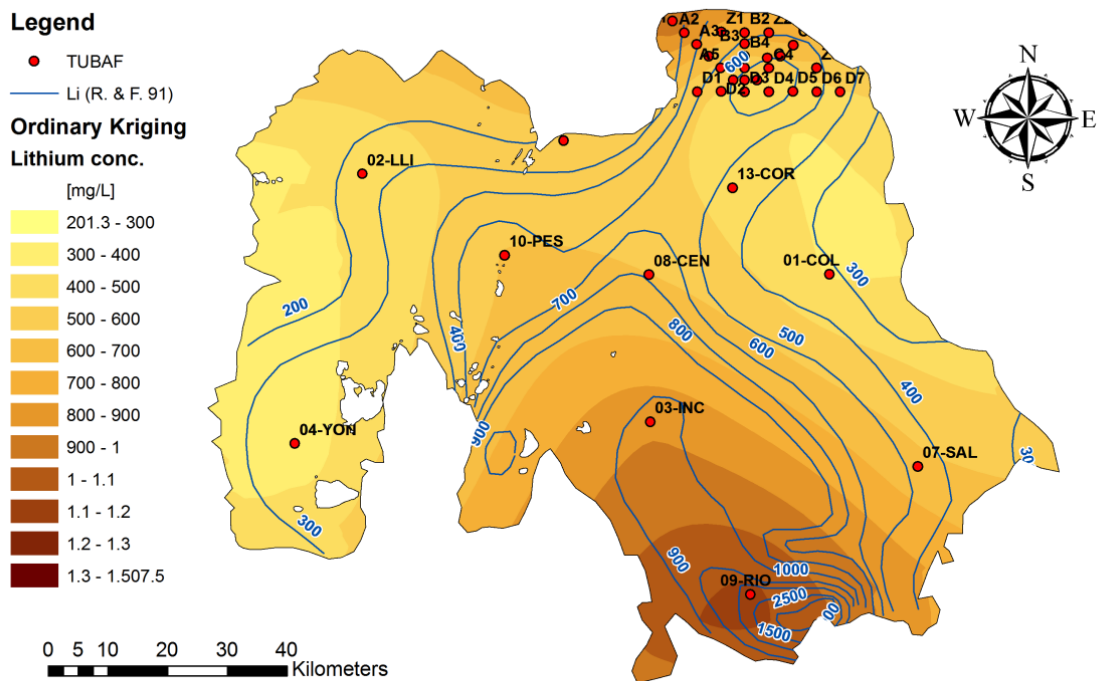 Legend
TUBAF
Li (R. & F. 91)
Ordinary Kriging
Lithium conc.
[mg/L]
201.3 - 300
300 - 400
400 - 500
500 - 600
600 - 700
700 - 800
800 - 900
900 - 1
1 - 1.1
1.1 - 1.2
1.2 - 1.3
1.3 - 1.507.5
A2 Z1 B2
A3 B3
B4
A5
600
D1 D2 D3 D4 D5 D6 D7
N
W E
S
02-LLI
13-COR
10-PES
08-CEN
01-COL
300
200
700
800
500
400
600
400
03-INC
900
04-YON
07-SAL
300
900
1000
09-RIO
2500
1500
0 5 10 20 30 40
Kilometers